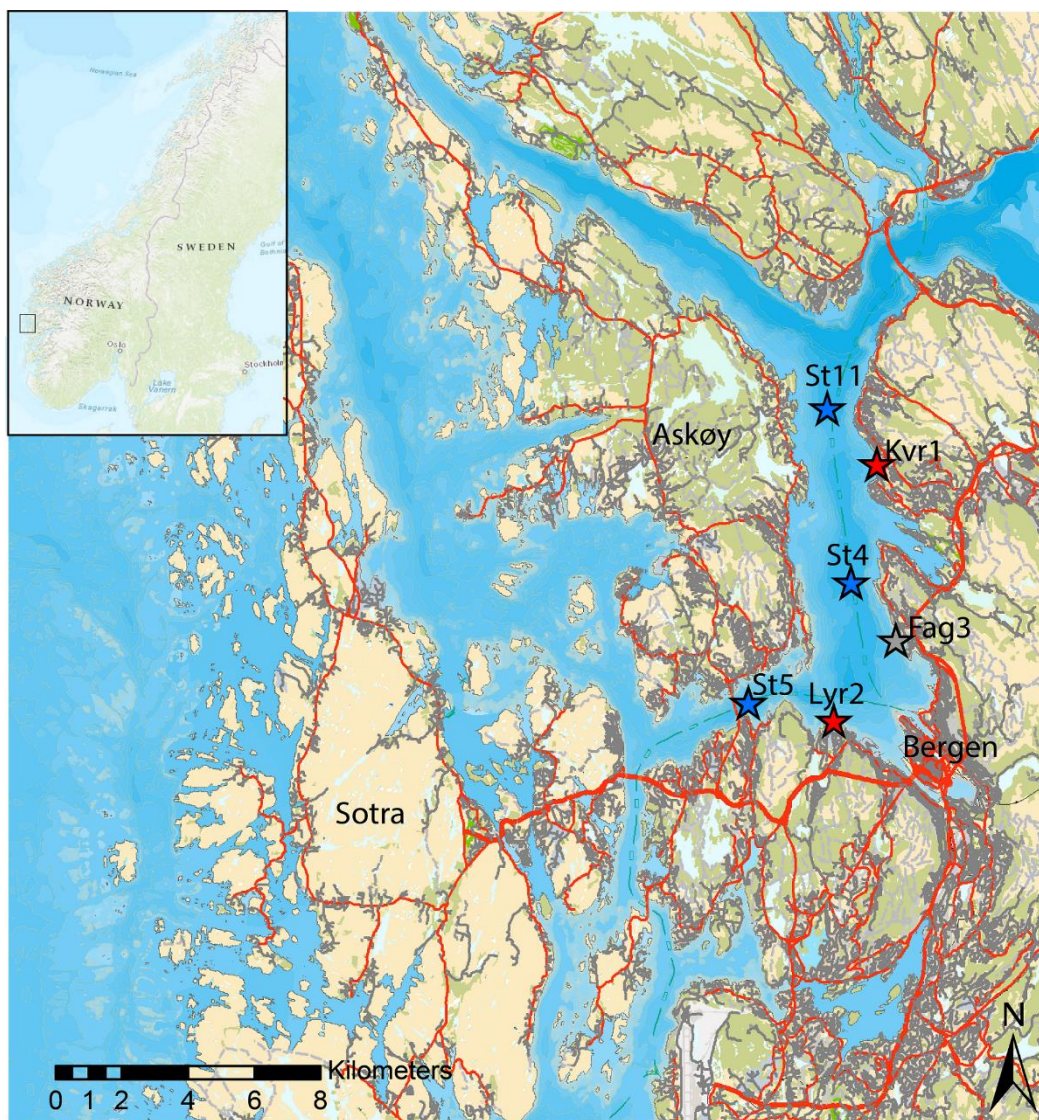 Norwegian Sea
SWEDEN
Gulf of
NORWAY
Oslo
Stockholm
Lake
Vänern
Skagerrak
St11
Askøy
Kvr1
St4
Fag3
St5
Lyr2
Bergen
Sotra
N
Kilometers
0 1 2 4 6 8